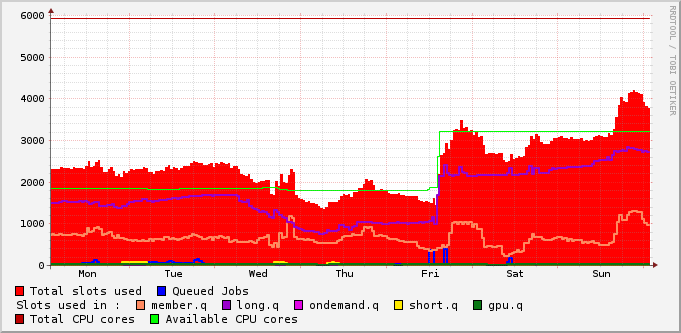 6000
5000
4000
3000
2000
1000
0
Mon Tue Wed Thu Fri Sat Sun
RRDTOOL / TOBI OETIKER
Total slots used Queued Jobs
Slots used in : member.q long.q ondemand.q short.q gpu.q
Total CPU cores Available CPU cores